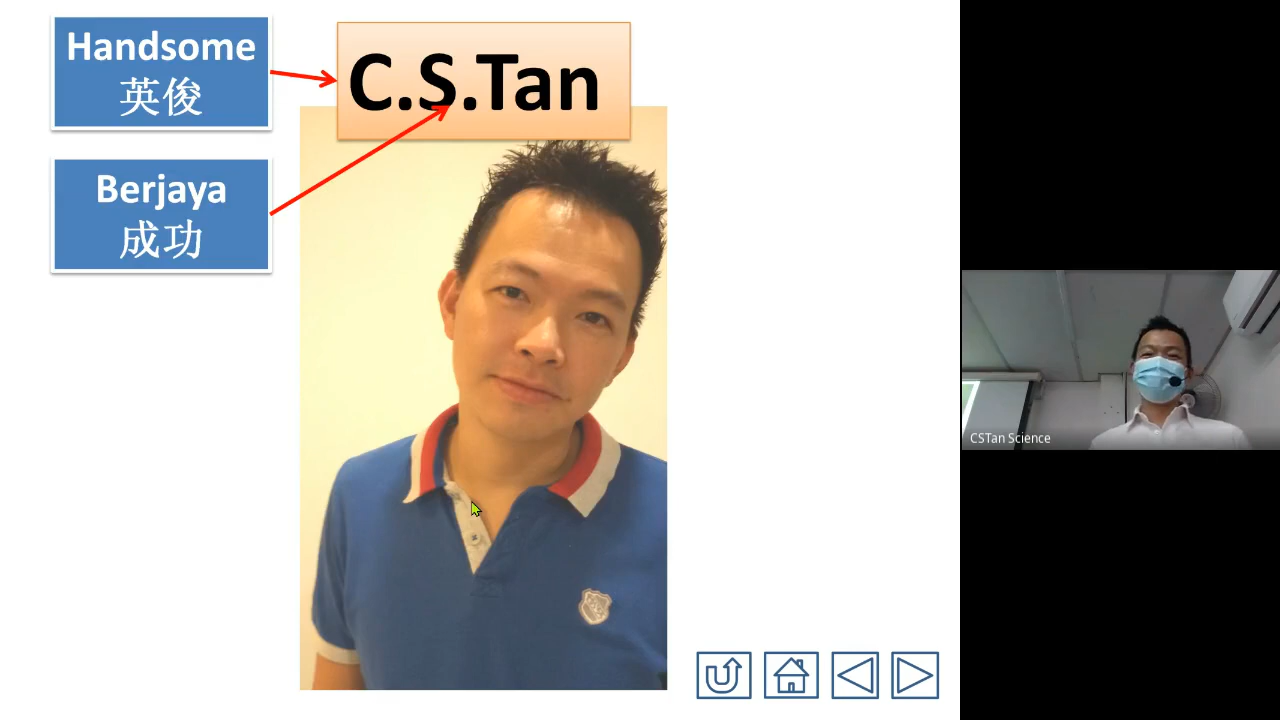 Handsome
英俊
C.S.Tan
Berjaya
成功
CSTan Science